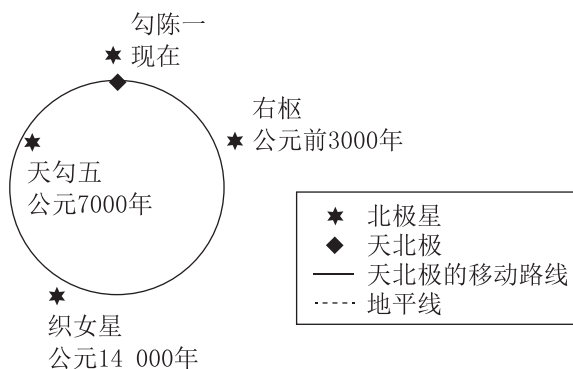 勾陈一
现在
右枢
公元前3000年
天勾五
公元7000年
织女星
公元14 000年
北极星
天北极
天北极的移动路线
地平线